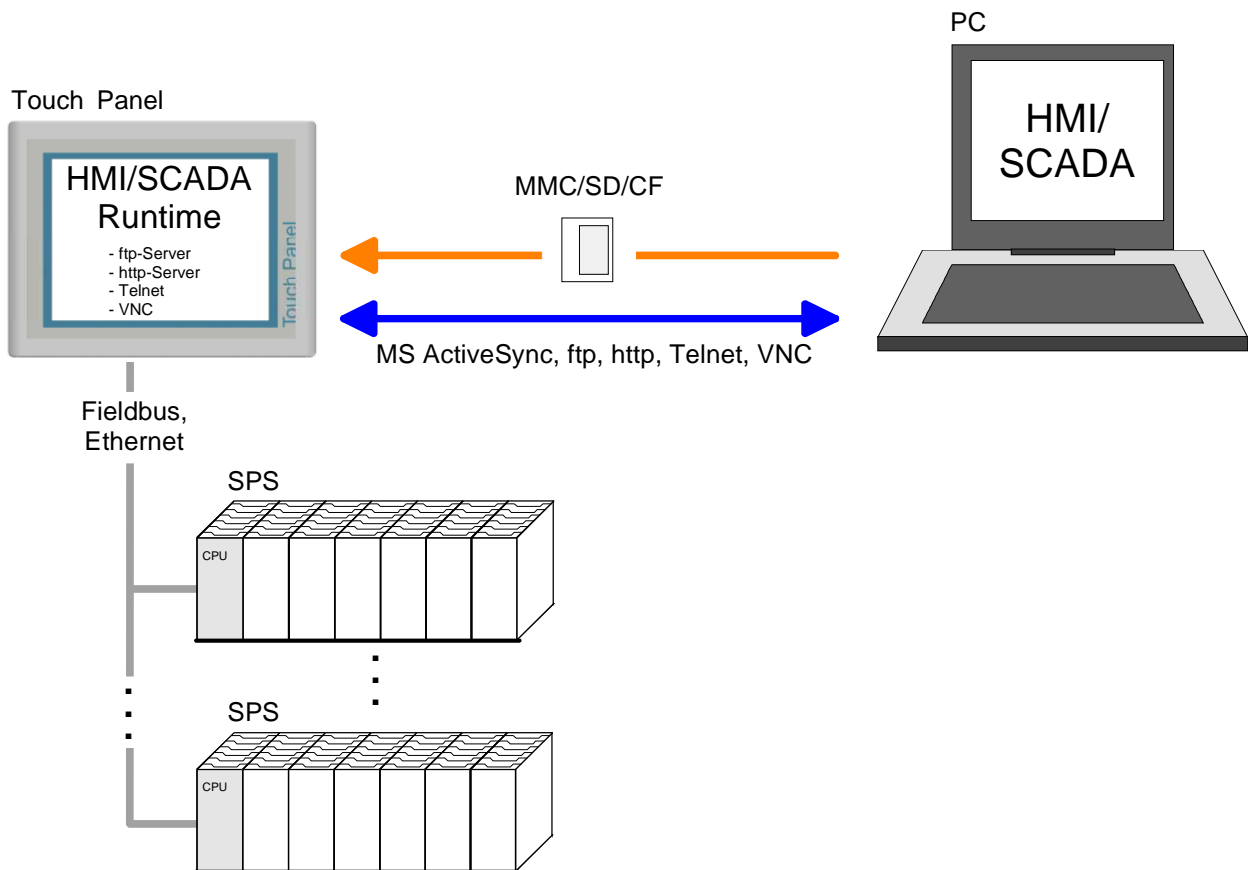 PC
Touch Panel
HMI/
SCADA
HMI/SCADA
Runtime
- ftp-Server
- http-Server
- Telnet
- VNC
Touch Panel
MMC/SD/CF
MS ActiveSync, ftp, http, Telnet, VNC
Fieldbus,
Ethernet
SPS
CPU
SPS
CPU